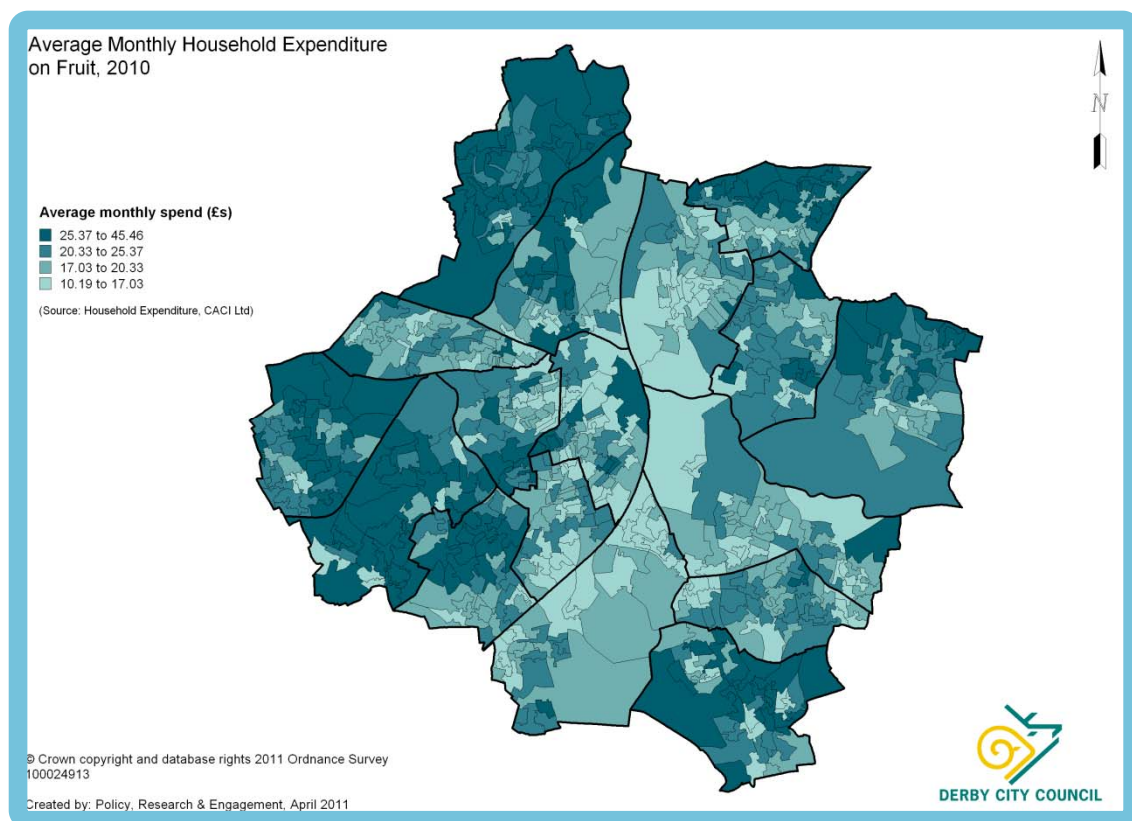 Average Monthly Household Expenditure
on Fruit, 2010
N
Average monthly spend (£s)
25.37 to 45.46
20.33 to 25.37
17.03 to 20.33
10.19 to 17.03
(Source: Household Expenditure, CACI Ltd)
© Crown copyright and database rights 2011 Ordnance Survey
100024913
Created by: Policy, Research & Engagement, April 2011
DERBY CITY COUNCIL